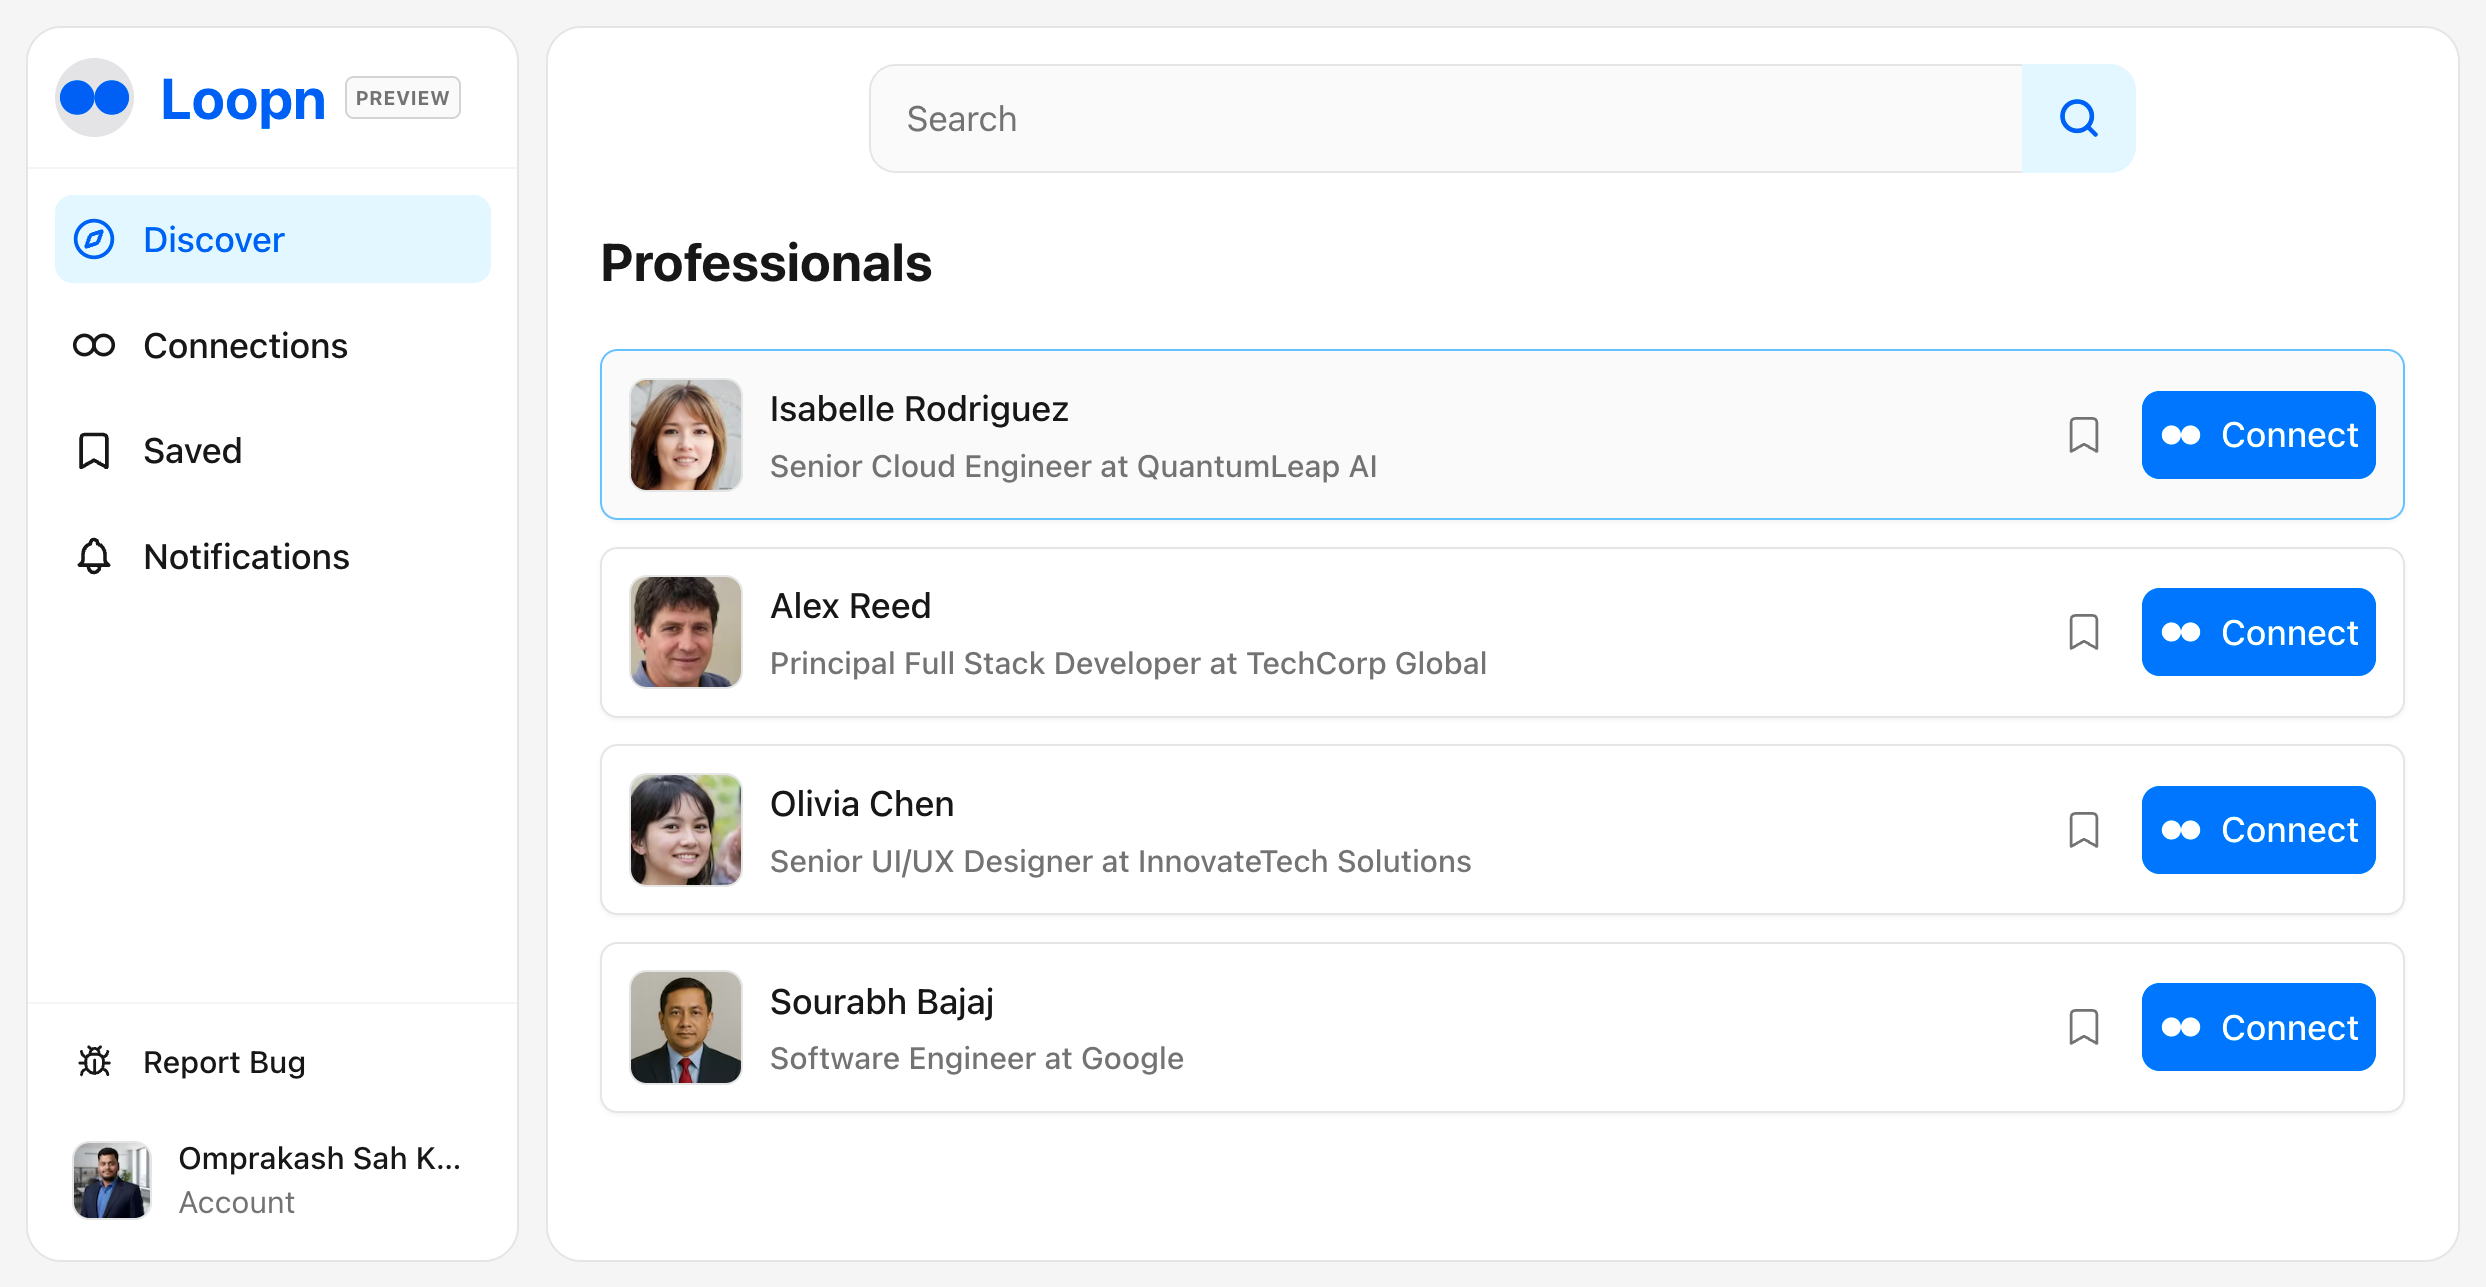 Loopn PREVIEW
Discover
Connections
Saved
Notifications
Report Bug
Omprakash Sah K...
Account
Search
Professionals
Isabelle Rodriguez
Senior Cloud Engineer at QuantumLeap AI
Connect
Alex Reed
Principal Full Stack Developer at TechCorp Global
Connect
Olivia Chen
Senior UI/UX Designer at InnovateTech Solutions
Connect
Sourabh Bajaj
Software Engineer at Google
Connect